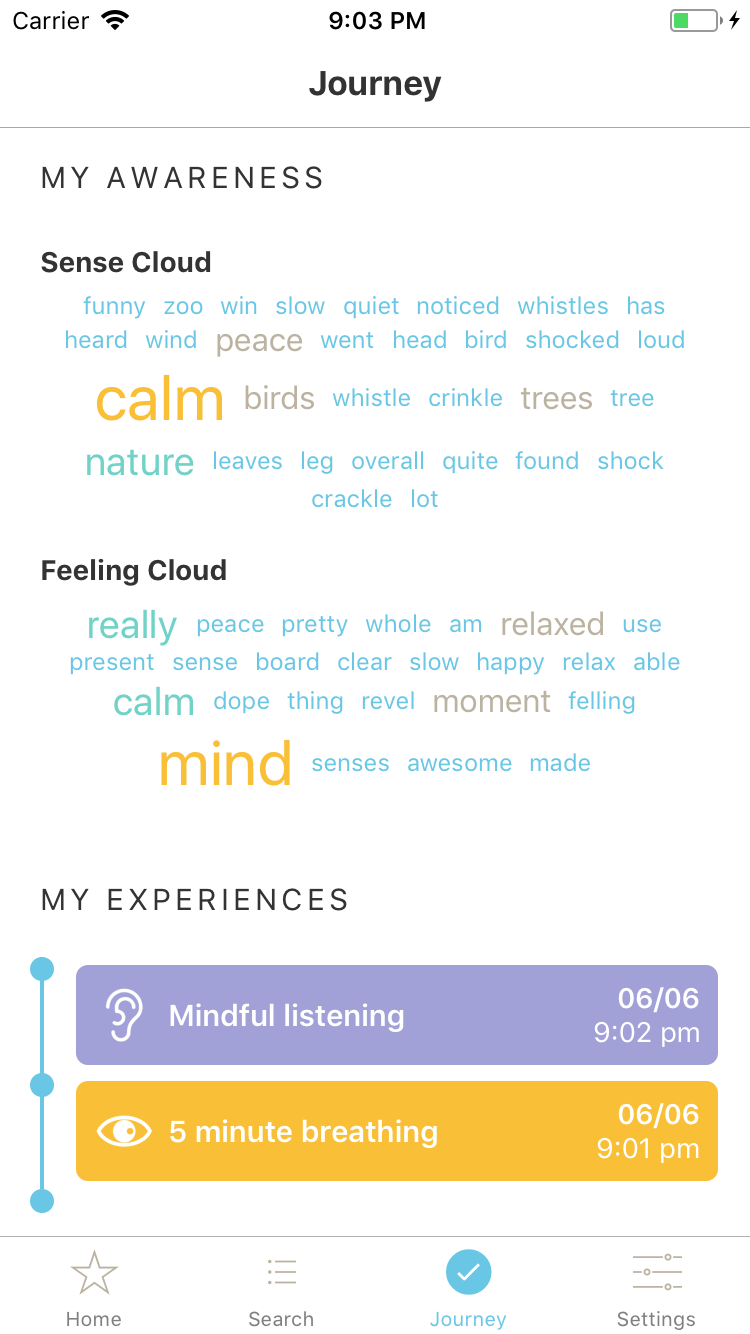 Carrier 9:03 PM
Journey
MY AWARENESS
Sense Cloud
funny zoo win slow quiet noticed whistles has
heard wind peace went head bird shocked loud
calm birds whistle crinkle trees tree
nature leaves leg overall quite found shock
crackle lot
Feeling Cloud
really peace pretty whole am relaxed use
present sense board clear slow happy relax able
calm dope thing revel moment felling
mind senses awesome made
MY EXPERIENCES
Mindful listening
06/06
9:02 pm
5 minute breathing
06/06
9:01 pm
Home Search Journey Settings